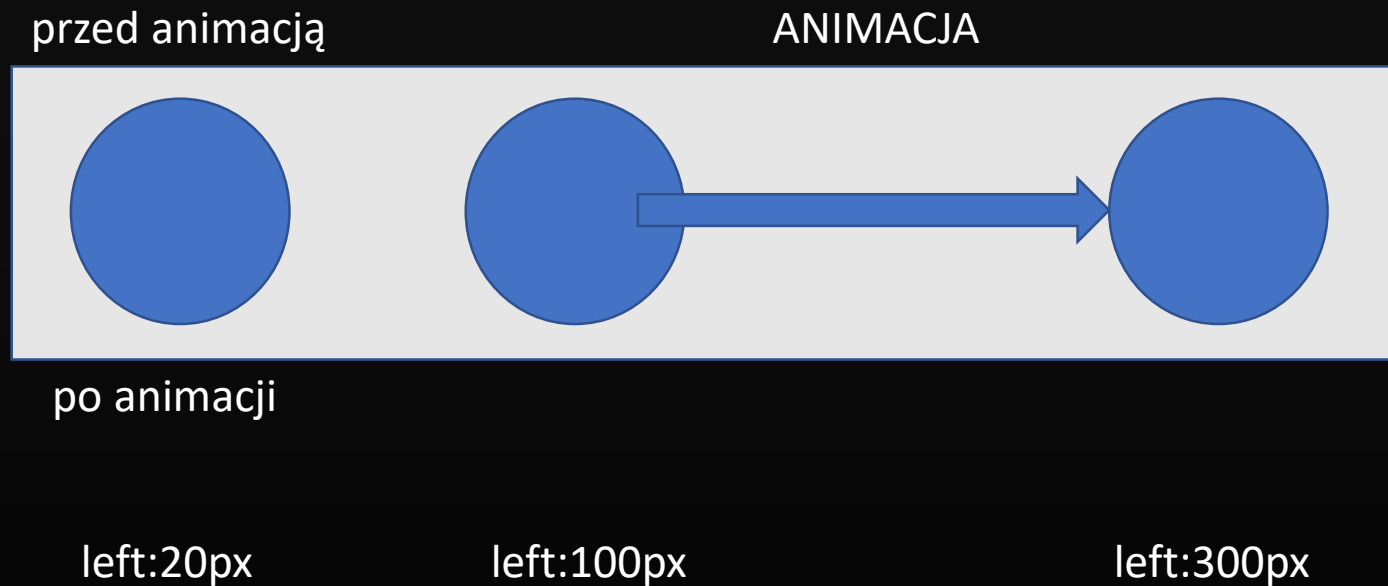 przed animacją
ANIMACJA
po animacji
left:20px
left:100px
left:300px